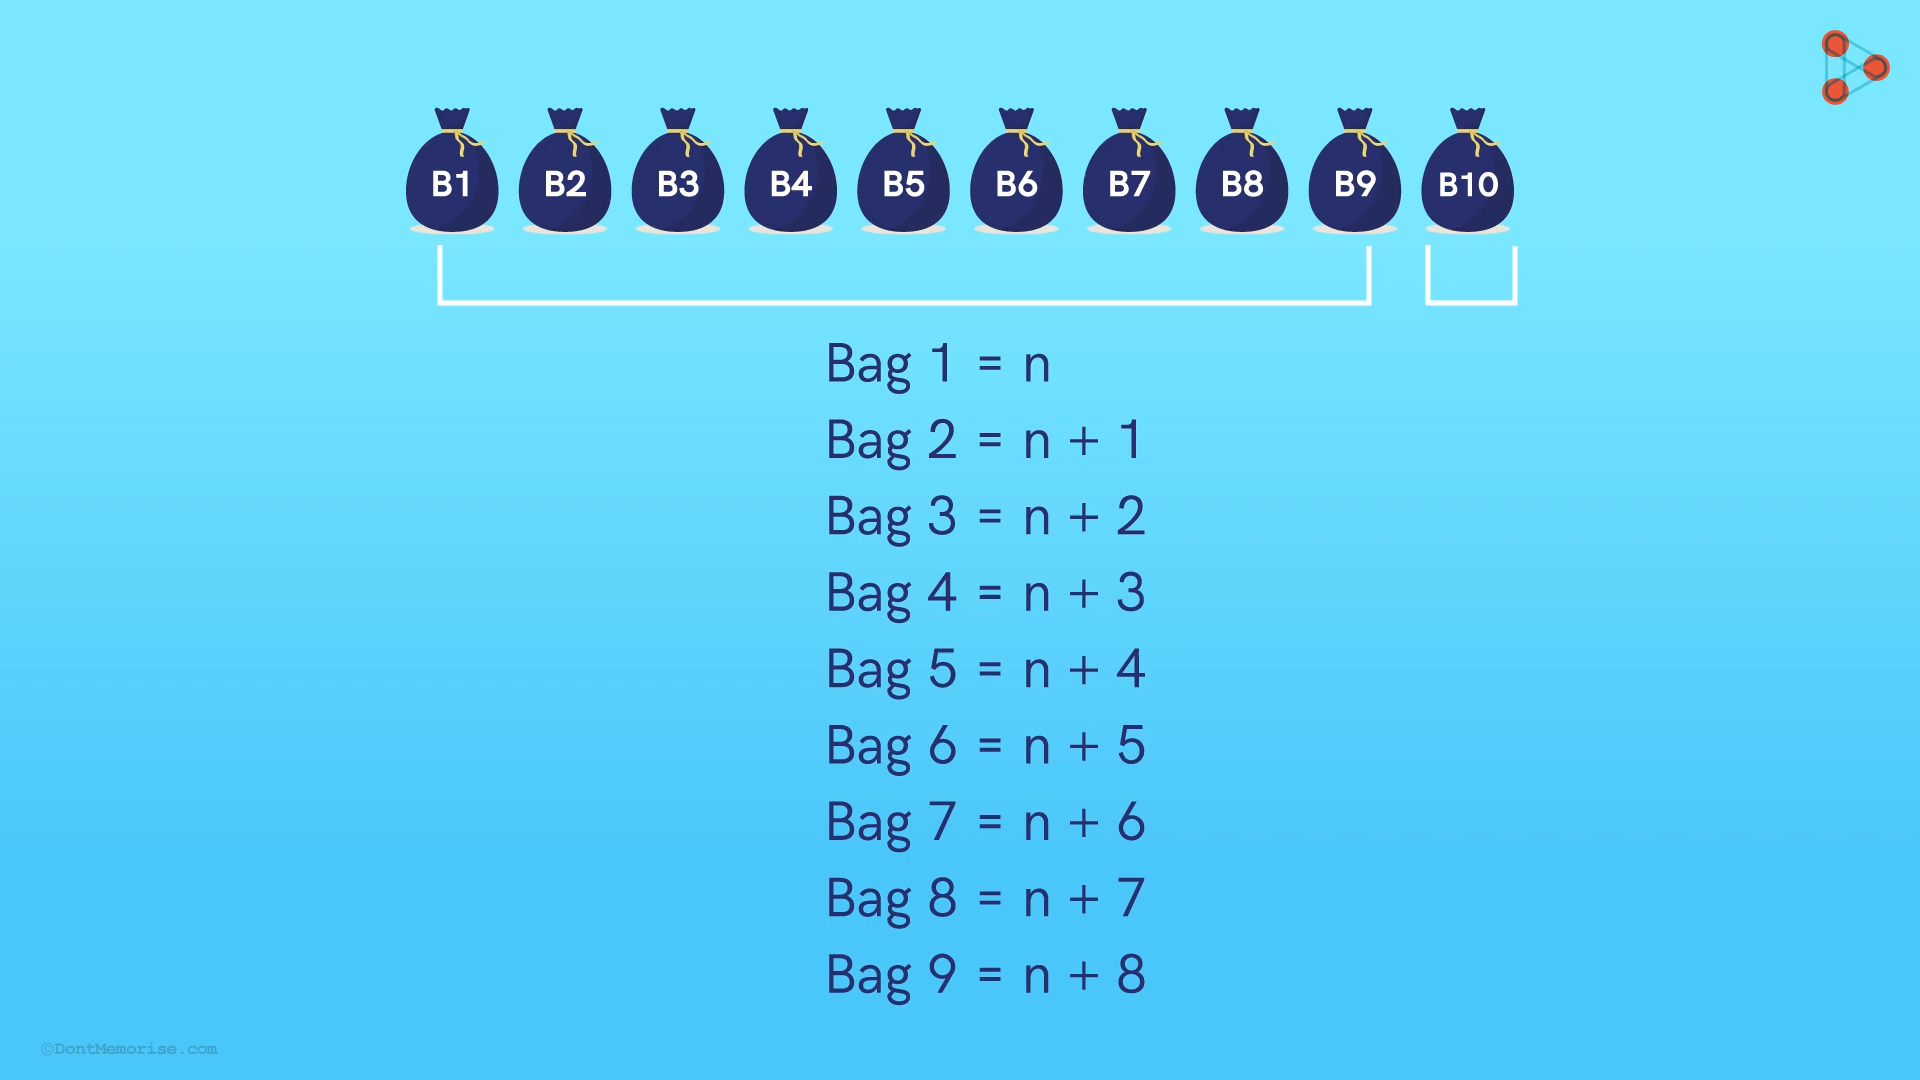 B1 B2 B3 B4 B5 B6 B7 B8 B9 B10
Bag 1 = n
Bag 2 = n + 1
Bag 3 = n + 2
Bag 4 = n + 3
Bag 5 = n + 4
Bag 6 = n + 5
Bag 7 = n + 6
Bag 8 = n + 7
Bag 9 = n + 8
©DontMemorise.com